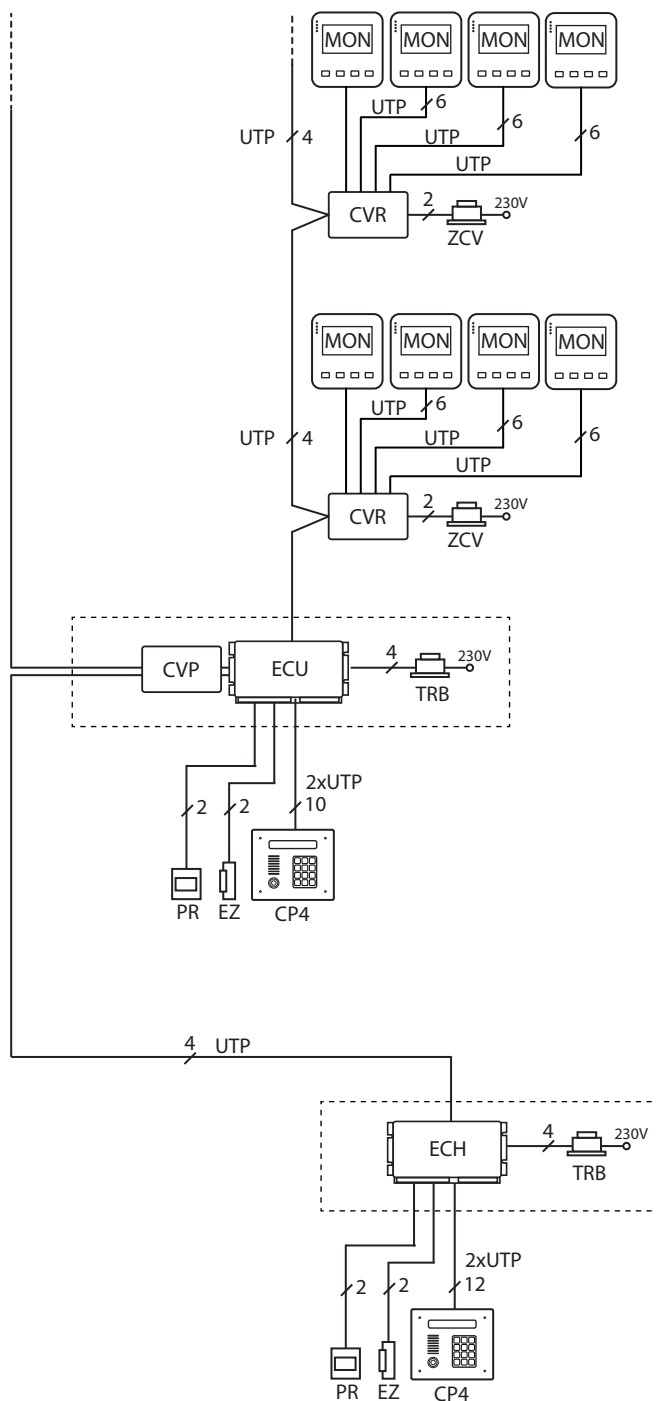 MON MON MON MON
UTP 6
UTP 4 UTP 6
UTP 6
CVR 2 230V
ZCV
MON MON MON MON
UTP 6
UTP 4 UTP 6
UTP 6
CVR 2 230V
ZCV
CVP ECU 4 230V
TRB
2xUTP
2 2 10
PR EZ CP4
4 UTP
ECH 4 230V
TRB
2xUTP
2 2 12
PR EZ CP4